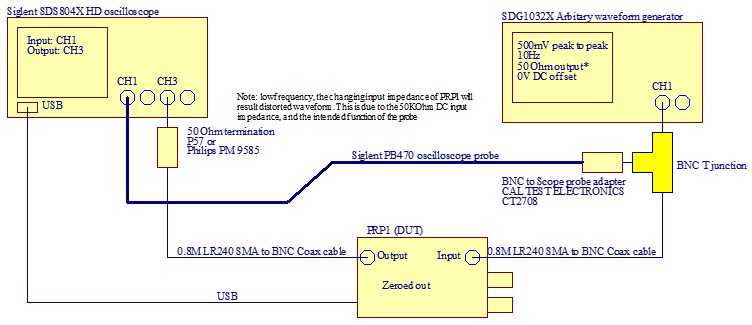 Siglent SDS804X HD oscilloscope
Input: CH1
Output: CH3
CH1
CH3
USB
SDG1032X Arbitary waveform generator
500mV peak to peak
10Hz
50 Ohm output*
0V DC offset
CH1
Note: low frequency, the changing input impedance of PRP1 will
result distorted waveform. This is due to the 50KOhm DC input
impedance, and the intended function of the probe
50 Ohm termination
P57 or
Philips PM 9585
Siglent PB470 oscilloscope probe
BNC to Scope probe adapter
CAL TEST ELECTRONICS
CT2708
BNC T junction
PRP1 (DUT)
0.8M LR240 SMA to BNC Coax cable
Output
Input
0.8M LR240 SMA to BNC Coax cable
Zeroed out
USB